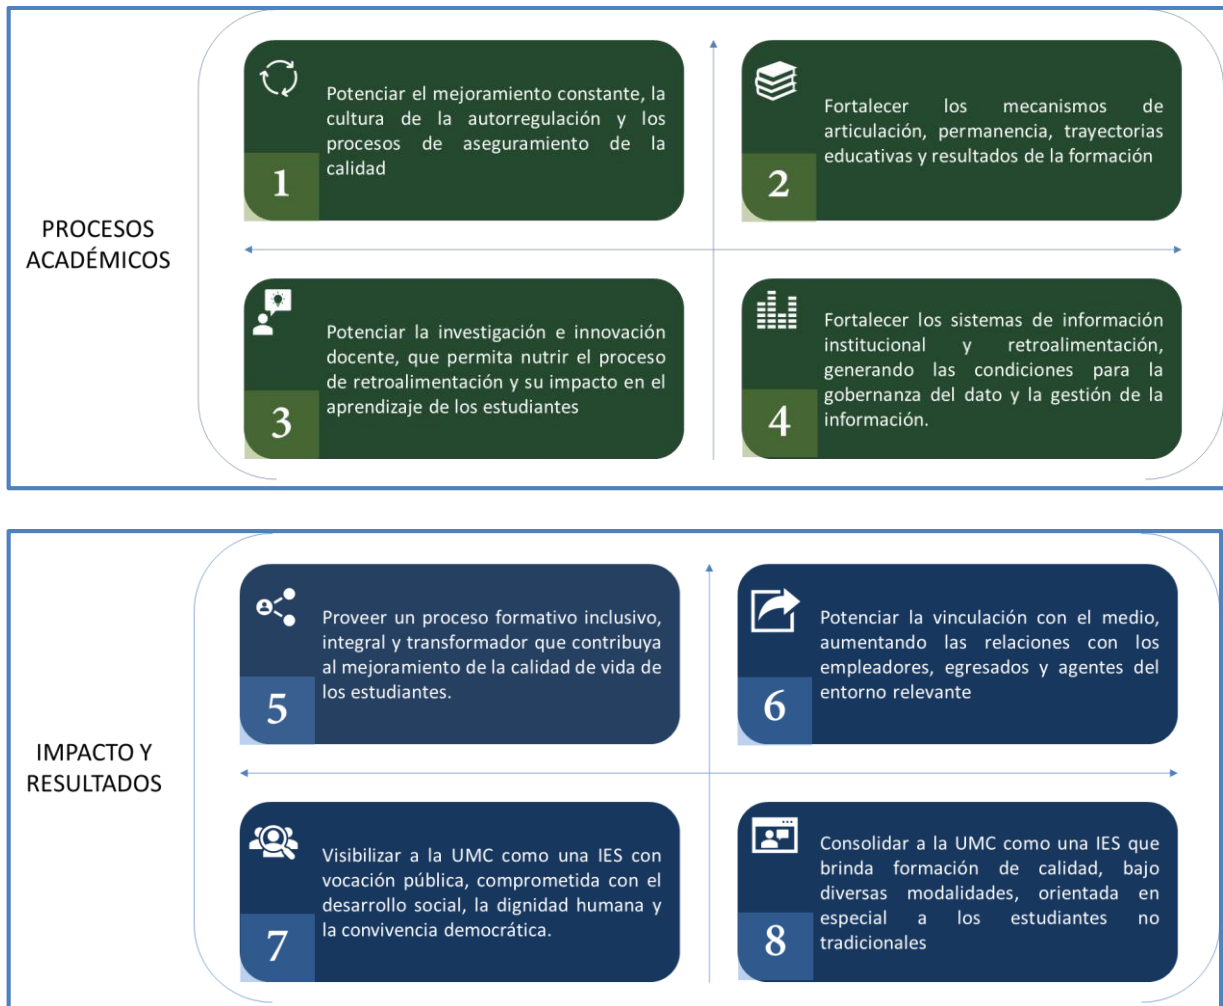 PROCESOS
ACADÉMICOS
1
Potenciar el mejoramiento constante, la
cultura de la autorregulación y los
procesos de aseguramiento de la
calidad
2
Fortalecer los mecanismos de
articulación, permanencia, trayectorias
educativas y resultados de la formación
3
Potenciar la investigación e innovación
docente, que permita nutrir el proceso
de retroalimentación y su impacto en el
aprendizaje de los estudiantes
4
Fortalecer los sistemas de información
institucional y retroalimentación,
generando las condiciones para la
gobernanza del dato y la gestión de la
información.
IMPACTO Y
RESULTADOS
5
Proveer un proceso formativo inclusivo,
integral y transformador que contribuya
al mejoramiento de la calidad de vida de
los estudiantes.
6
Potenciar la vinculación con el medio,
aumentando las relaciones con los
empleadores, egresados y agentes del
entorno relevante
7
Visibilizar a la UMC como una IES con
vocación pública, comprometida con el
desarrollo social, la dignidad humana y
la convivencia democrática.
8
Consolidar a la UMC como una IES que
brinda formación de calidad, bajo
diversas modalidades, orientada en
especial a los estudiantes no
tradicionales